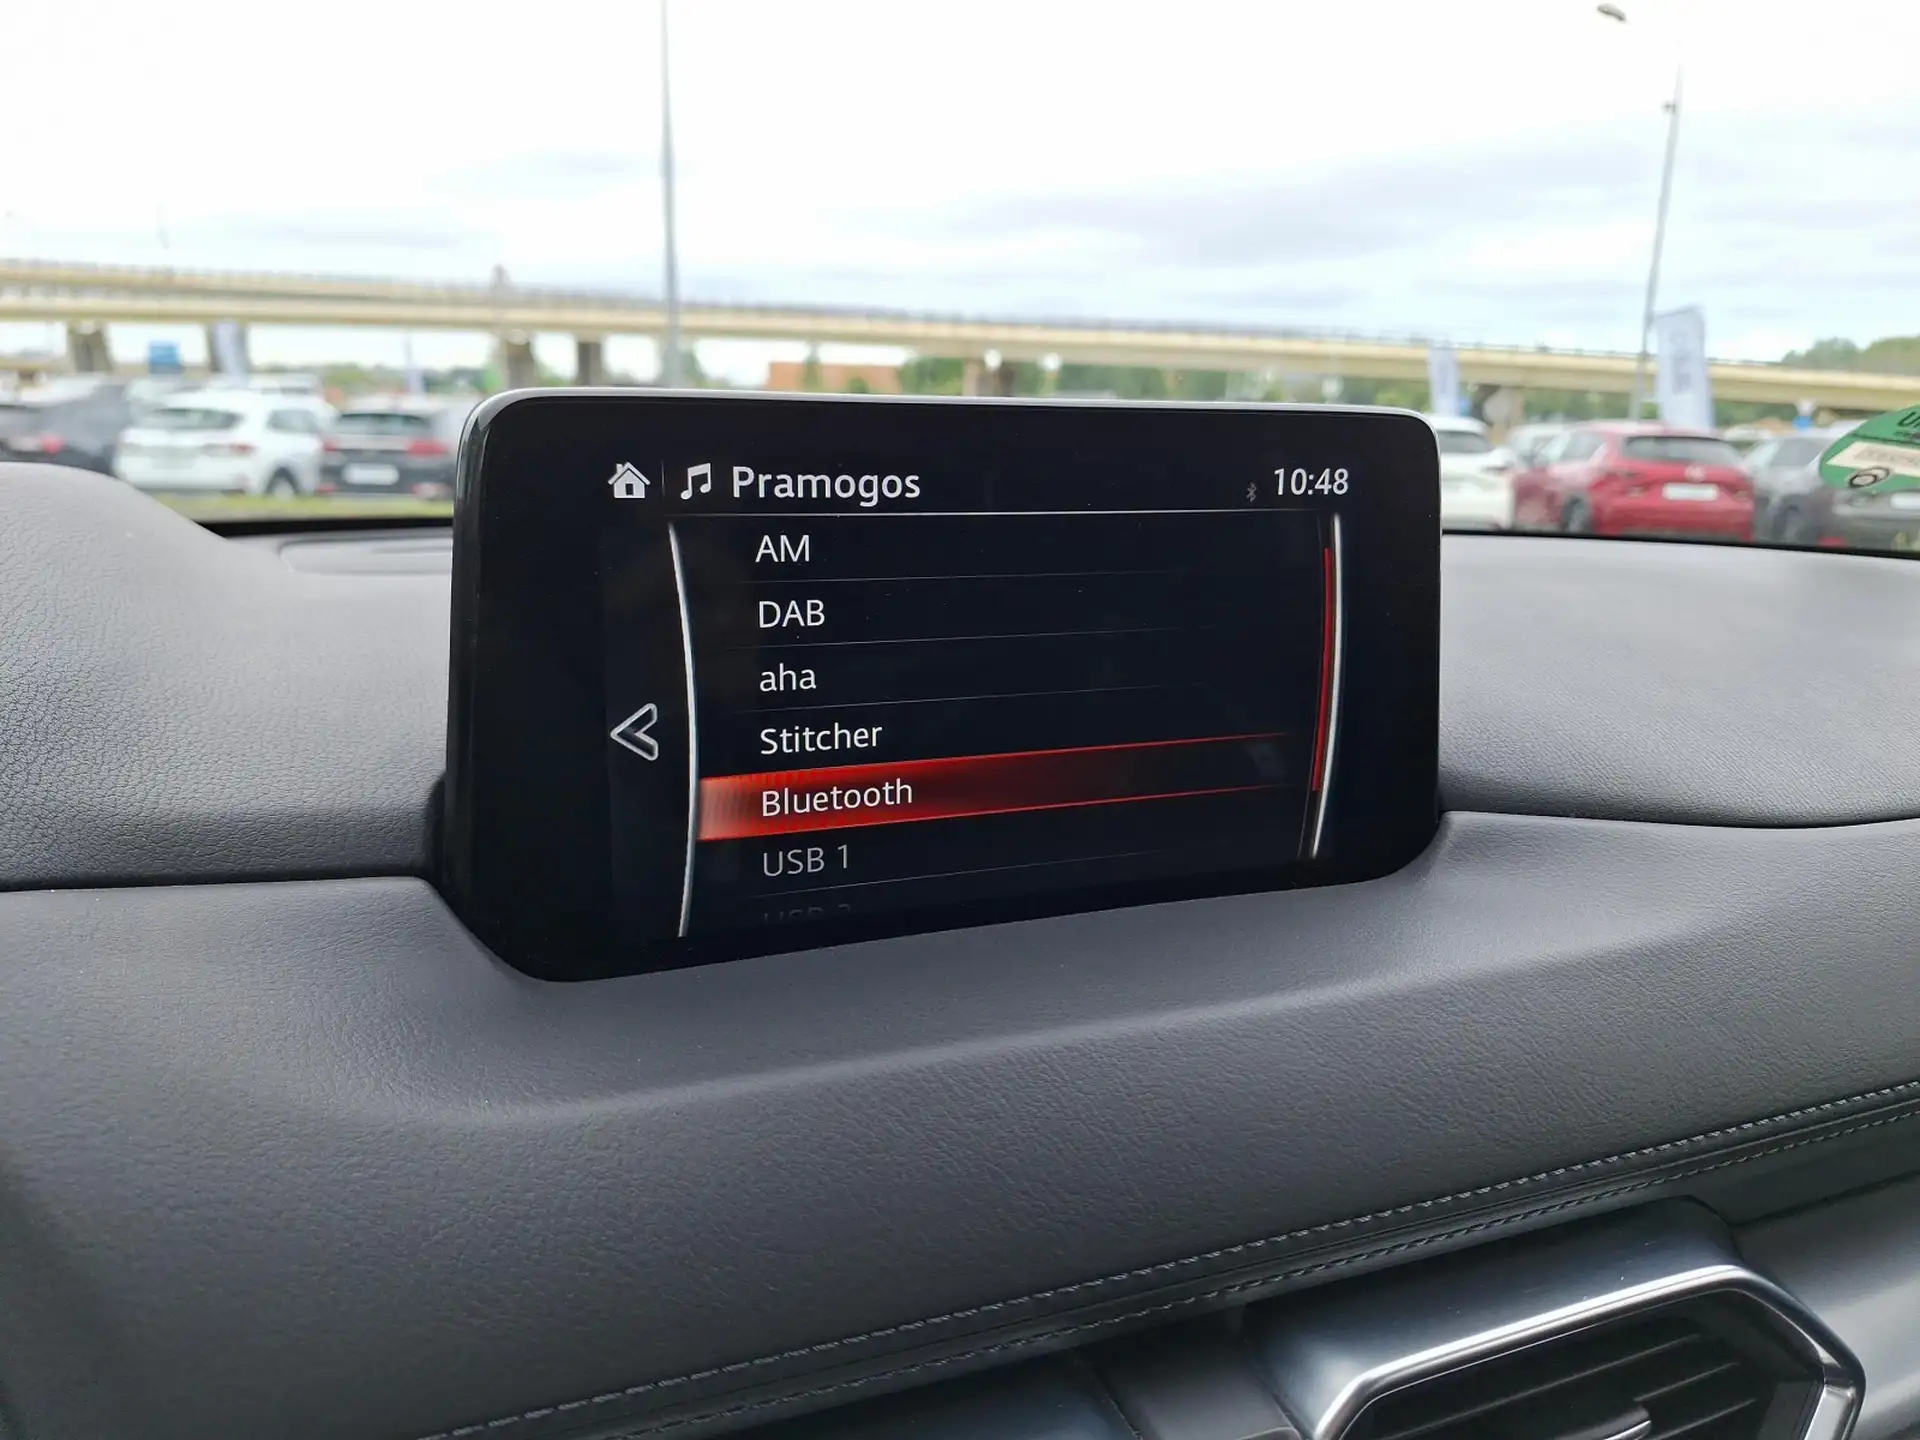 Pramogos
10:48
AM
DAB
aha
Stitcher
Bluetooth
USB 1